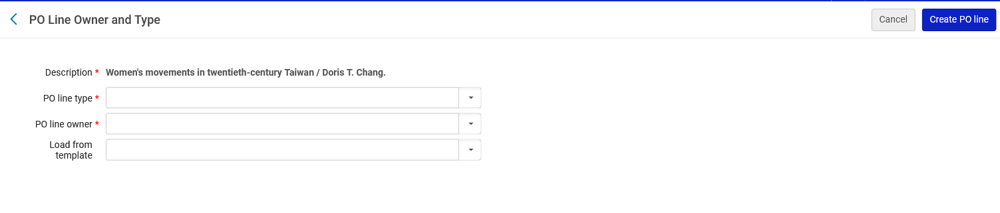 PO Line Owner and Type
Cancel
Create PO line
Description * Women's movements in twentieth-century Taiwan / Doris T. Chang.
PO line type *
PO line owner *
Load from
template